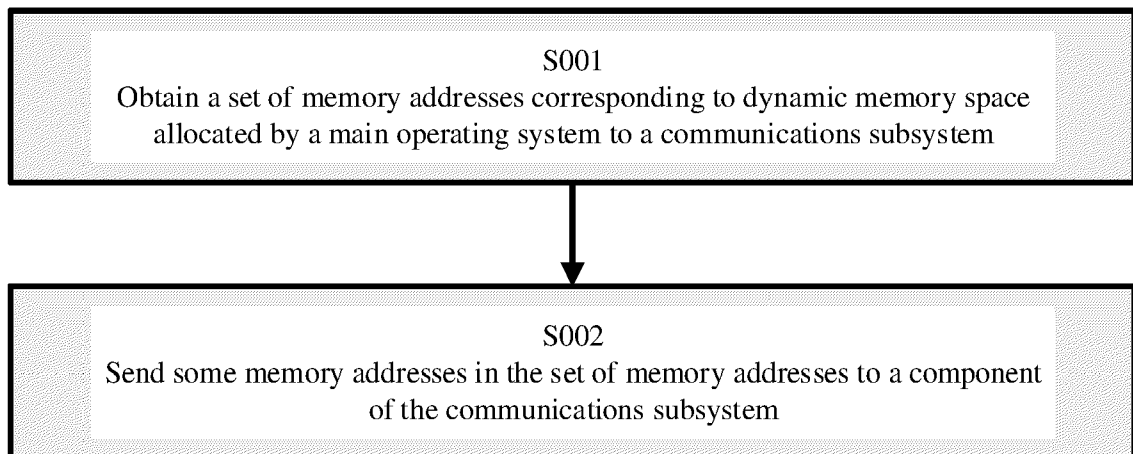 S001
Obtain a set of memory addresses corresponding to dynamic memory space
allocated by a main operating system to a communications subsystem
S002
Send some memory addresses in the set of memory addresses to a component
of the communications subsystem